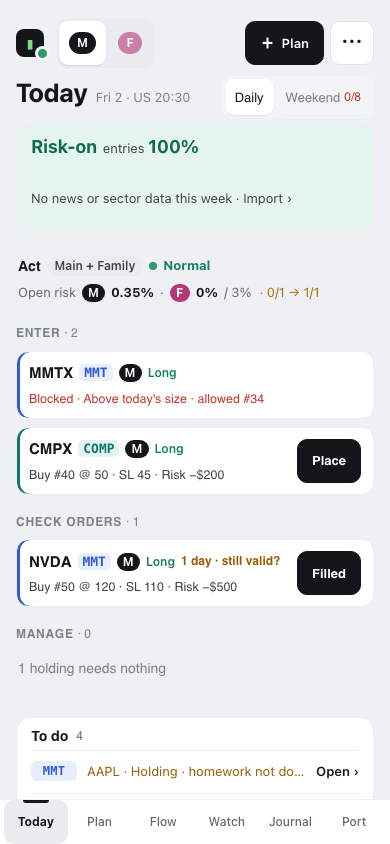 M F + Plan ···
Today Fri 2 · US 20:30 Daily Weekend 0/8
Risk-on entries 100%
No news or sector data this week · Import ›
Act Main + Family Normal
Open risk M 0.35% · F 0% / 3% · 0/1 → 1/1
ENTER · 2
MMTX MMT M Long
Blocked · Above today's size · allowed #34
CMPX COMP M Long
Buy #40 @ 50 · SL 45 · Risk −$200
Place
CHECK ORDERS · 1
NVDA MMT M Long 1 day · still valid?
Buy #50 @ 120 · SL 110 · Risk −$500
Filled
MANAGE · 0
1 holding needs nothing
To do 4
MMT AAPL · Holding · homework not do... Open ›
Today Plan Flow Watch Journal Port